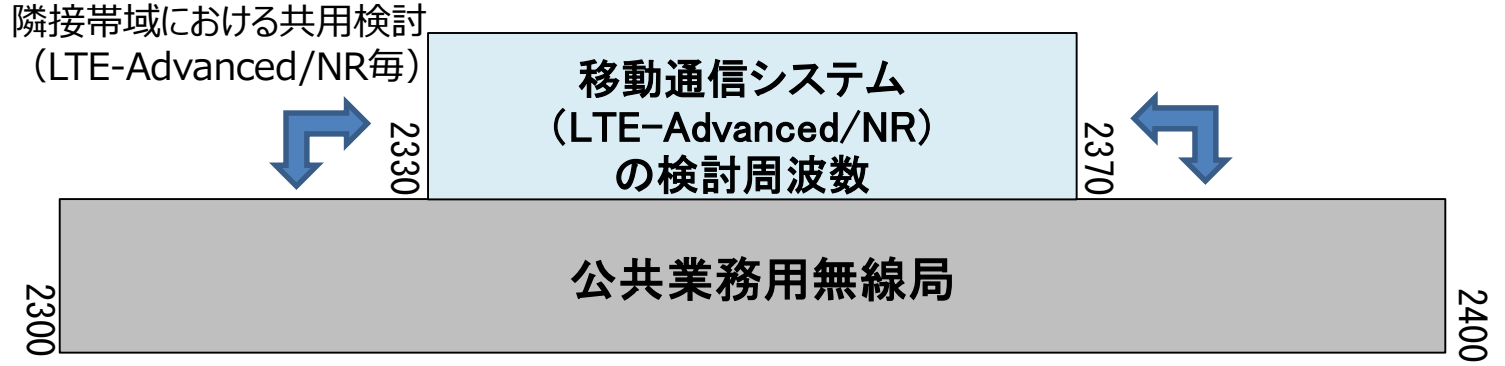 隣接帯域における共用検討
（LTE-Advanced/NR毎）
移動通信システム
（LTE-Advanced/NR）
の検討周波数
2330
2370
公共業務用無線局
2300
2400